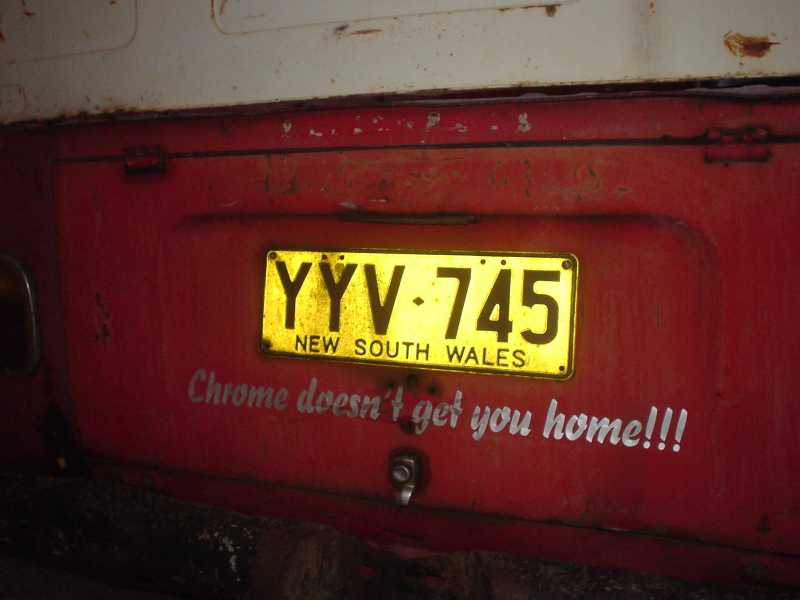 YYV·745
NEW SOUTH WALES
Chrome doesn't get you home!!!